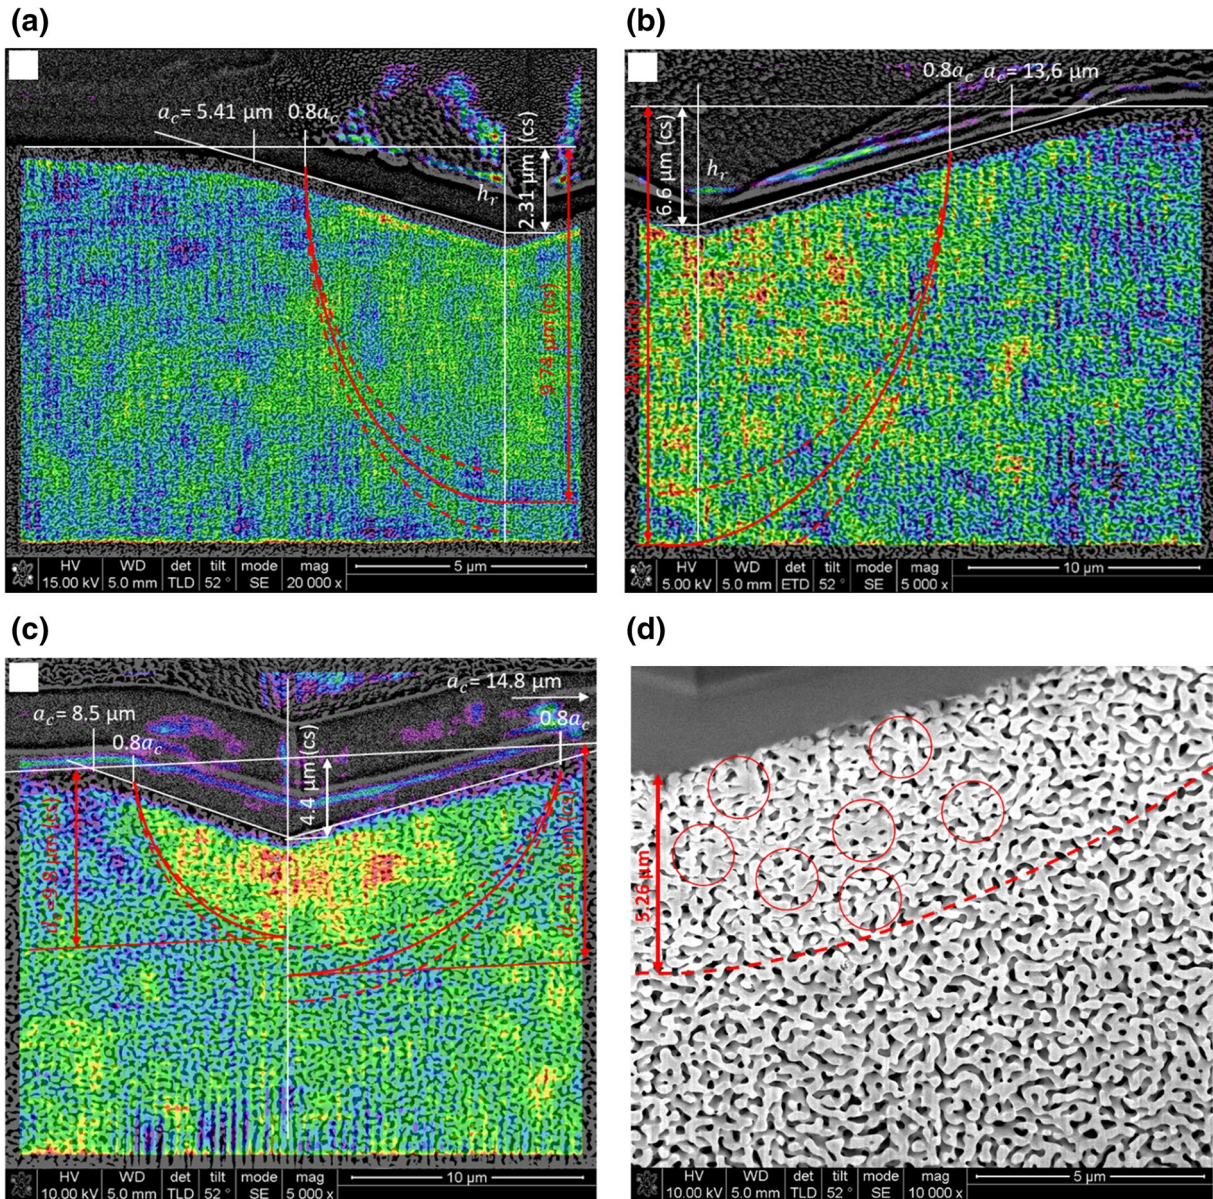 (a)
a_c = 5.41 µm 0.8a_c
h_r
2.31 µm (cs)
9.74 µm (cs)
HV WD det tilt mode mag
15.00 kV 5.0 mm TLD 52 ° SE 20 000 x
5 µm
(b)
0.8a_c a_c = 13,6 µm
6.6 µm (cs)
h_r
HV WD det tilt mode mag
5.00 kV 5.0 mm ETD 52 ° SE 5 000 x
10 µm
(c)
a_c = 14.8 µm
a_c = 8.5 µm
0.8a_c
0.8a_c
4.4 µm (cs)
=9.8 µm (cs)
=11.9 µm (cs)
HV WD det tilt mode mag
10.00 kV 5.0 mm TLD 52 ° SE 5 000 x
10 µm
(d)
5.26 µm
HV WD det tilt mode mag
10.00 kV 5.0 mm TLD 52 ° SE 10 000 x
5 µm